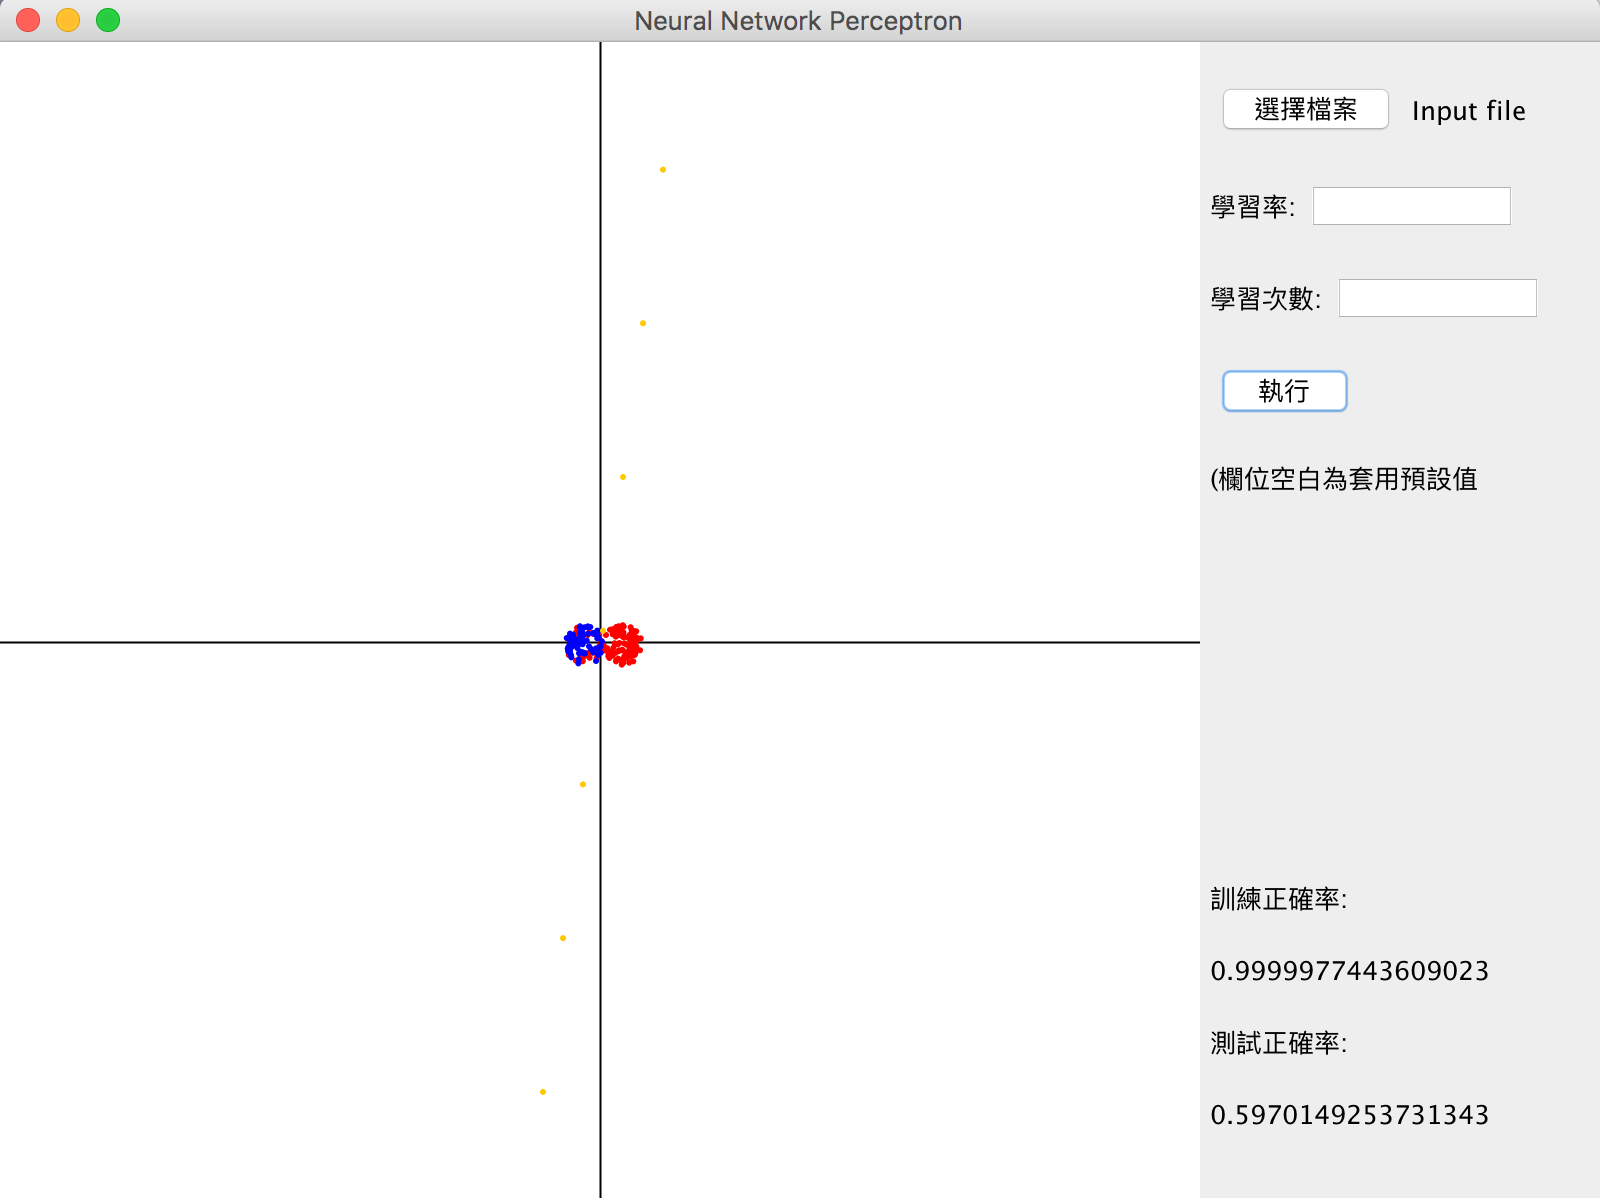 Neural Network Perceptron
選擇檔案 Input file
學習率:
學習次數:
執行
(欄位空白為套用預設值
訓練正確率:
0.9999977443609023
測試正確率:
0.5970149253731343